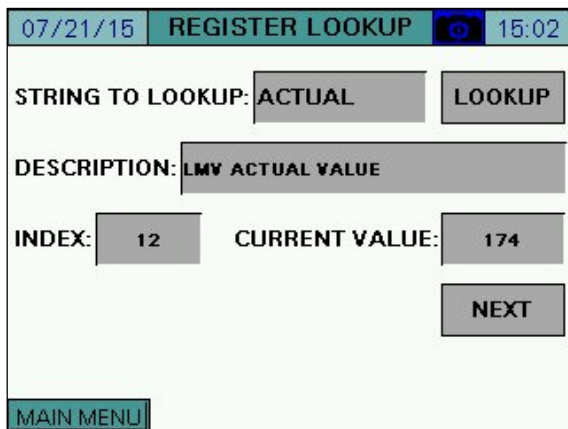 07/21/15 REGISTER LOOKUP 15:02
STRING TO LOOKUP: ACTUAL LOOKUP
DESCRIPTION: LMV ACTUAL VALUE
INDEX: 12 CURRENT VALUE: 174
NEXT
MAIN MENU